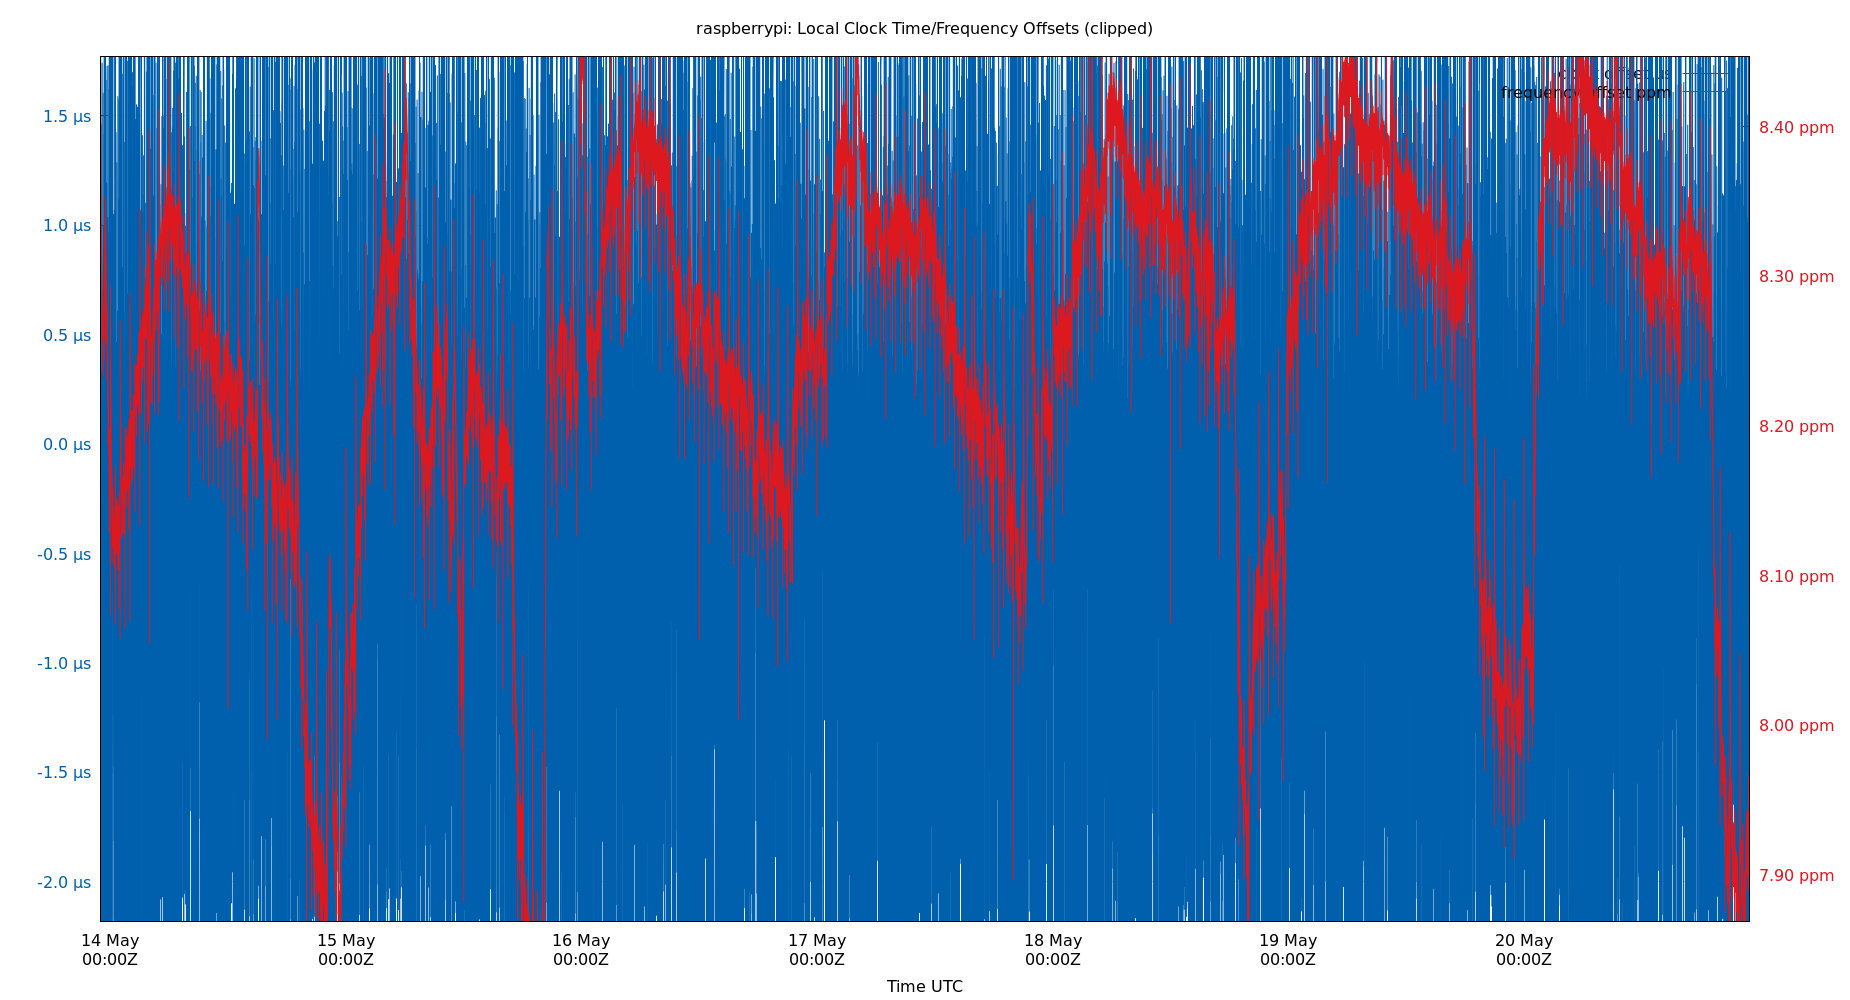 raspberrypi: Local Clock Time/Frequency Offsets (clipped)
frequency offset ppm
1.5 µs
1.0 µs
0.5 µs
0.0 µs
-0.5 µs
-1.0 µs
-1.5 µs
-2.0 µs
8.40 ppm
8.30 ppm
8.20 ppm
8.10 ppm
8.00 ppm
7.90 ppm
14 May 15 May 16 May 17 May 18 May 19 May 20 May
00:00Z 00:00Z 00:00Z 00:00Z 00:00Z 00:00Z 00:00Z
Time UTC